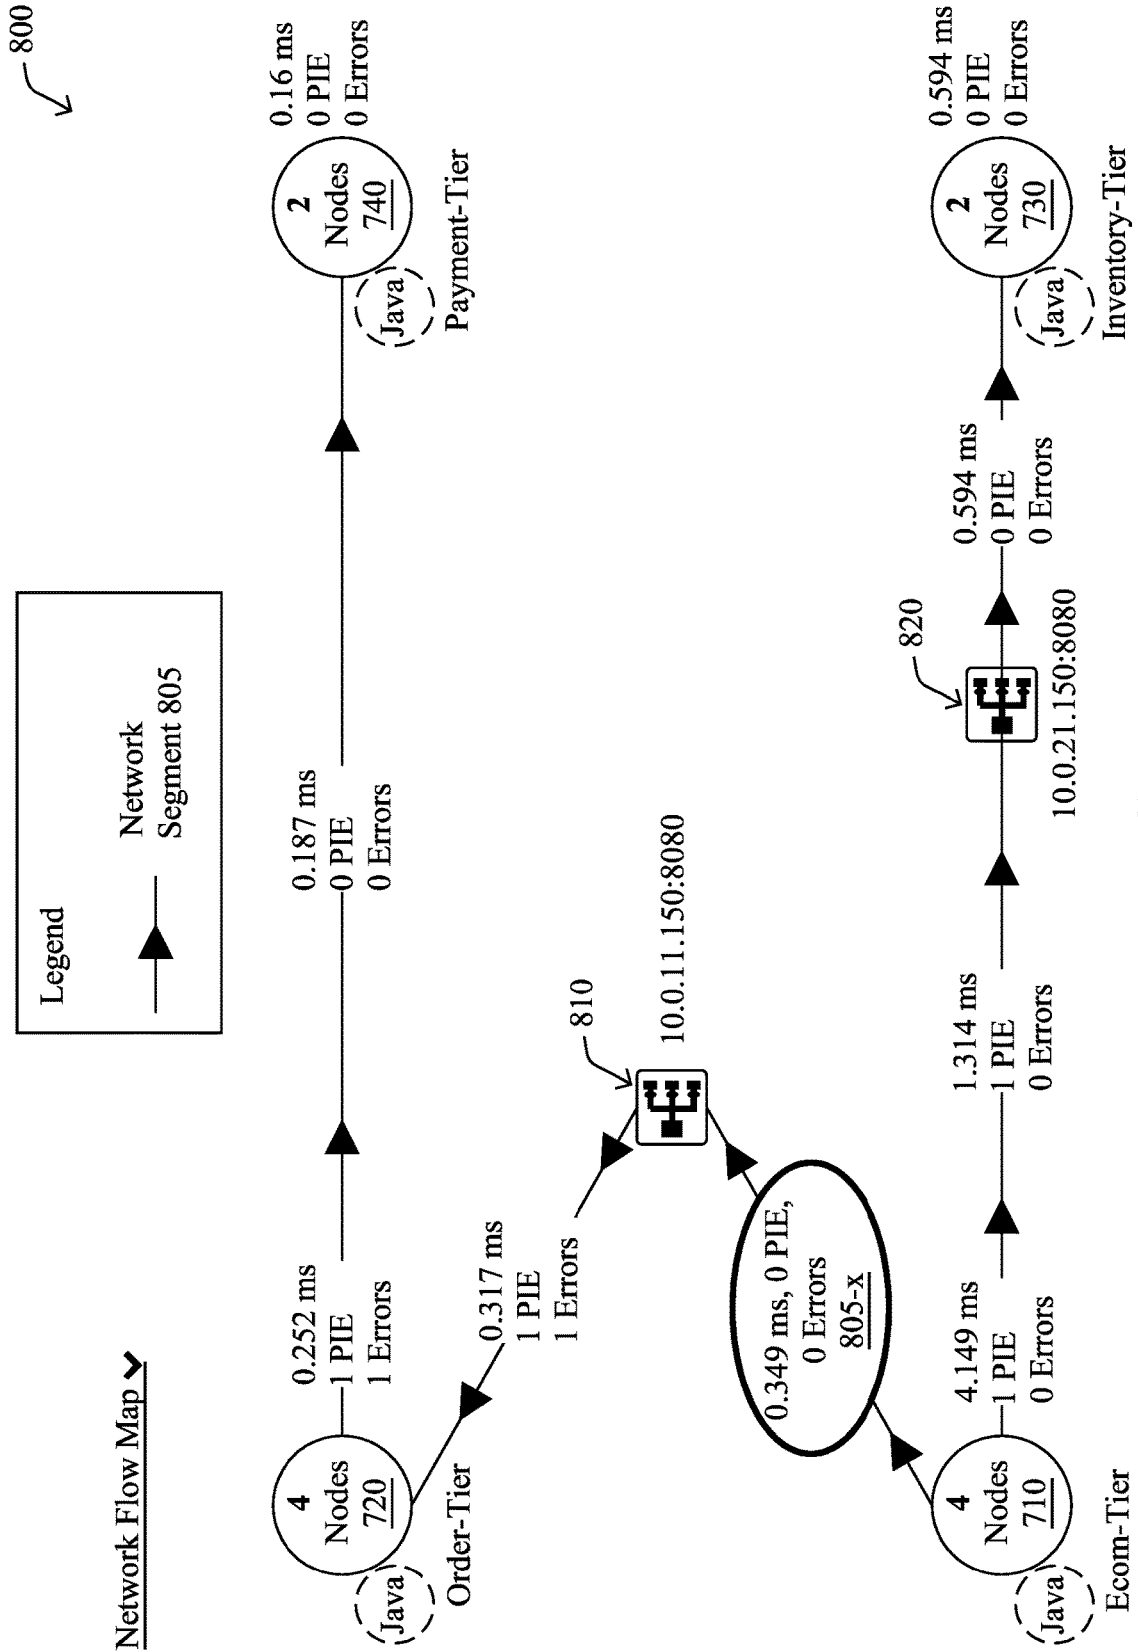 800
Network Flow Map
Legend
Network
Segment 805
4
Nodes
720
Java
Order-Tier
0.252 ms
1 PIE
1 Errors
0.187 ms
0 PIE
0 Errors
2
Nodes
740
Java
Payment-Tier
0.16 ms
0 PIE
0 Errors
0.317 ms
1 PIE
1 Errors
810
10.0.11.150:8080
0.349 ms, 0 PIE,
0 Errors
805-x
4
Nodes
710
Java
Ecom-Tier
4.149 ms
1 PIE
0 Errors
1.314 ms
1 PIE
0 Errors
820
10.0.21.150:8080
0.594 ms
0 PIE
0 Errors
2
Nodes
730
Java
Inventory-Tier
0.594 ms
0 PIE
0 Errors